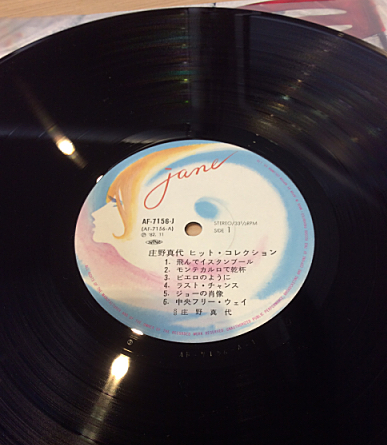 jane
AF-7156-J
(AF-7156-A)
STEREO/33⅓RPM
SIDE 1
庄野真代 ヒット・コレクション
1. 飛んでイスタンブール
2. モンテカルロで乾杯
3. ピエロのように
4. ラスト・チャンス
5. ジョーの肖像
6. 中央フリー・ウェイ
庄野真代